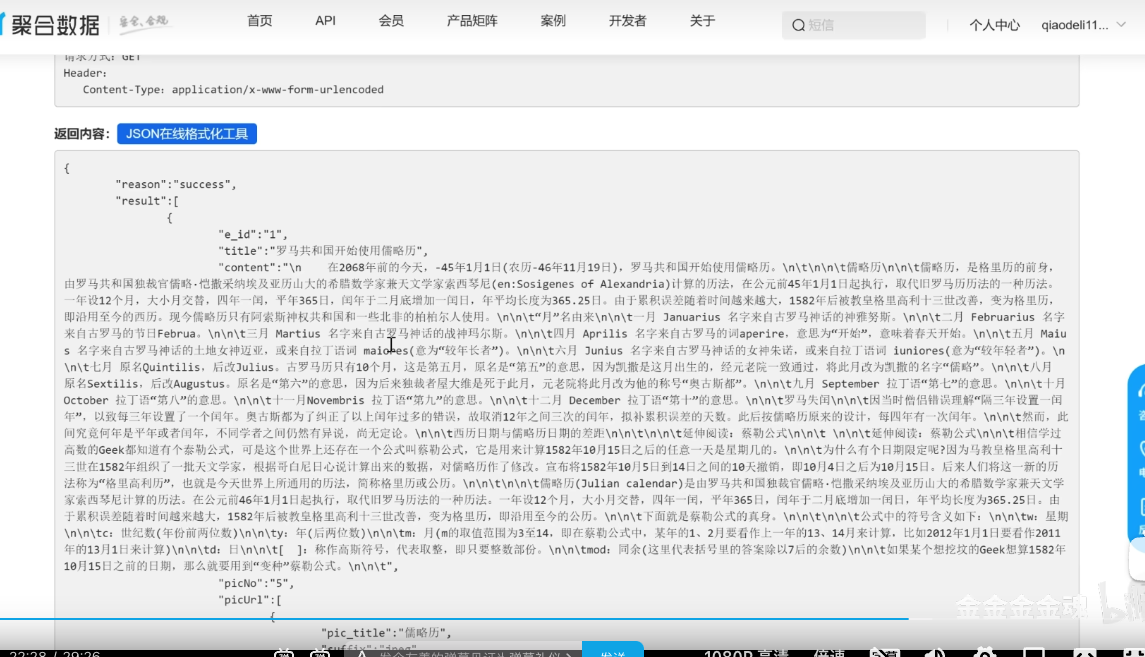 聚合数据
首页 API 会员 产品矩阵 案例 开发者 关于
短信
个人中心 qiaodeli11...
请求方式: GET
Header:
Content-Type: application/x-www-form-urlencoded
返回内容: JSON在线格式化工具
{
"reason":"success",
"result":[
{
"e_id":"1",
"title":"罗马共和国开始使用儒略历",
"content":"\n 在2068年前的今天，-45年1月1日(农历-46年11月19日)，罗马共和国开始使用儒略历。\n\t\n\n\t儒略历\n\n\t儒略历，是格里历的前身，
由罗马共和国独裁官儒略·恺撒采纳埃及亚历山大的希腊数学家兼天文学家索西琴尼(en:Sosigenes of Alexandria)计算的历法，在公元前45年1月1日起执行，取代旧罗马历历法的一种历法。
一年设12个月，大小月交替，四年一闰，平年365日，闰年于二月底增加一闰日，年平均长度为365.25日。由于累积误差随着时间越来越大，1582年后被教皇格里高利十三世改善，变为格里历，
即沿用至今的西历。现今儒略历只有阿索斯神权共和国和一些北非的柏柏尔人使用。\n\n\t“月”名由来\n\n\t一月 Januarius 名字来自古罗马神话的神雅努斯。\n\n\t二月 Februarius 名字
来自古罗马的节日Februa。\n\n\t三月 Martius 名字来自古罗马神话的战神玛尔斯。\n\n\t四月 Aprilis 名字来自古罗马的词aperire，意思为“开始”，意味着春天开始。\n\n\t五月 Maiu
s 名字来自古罗马神话的土地女神迈亚，或来自拉丁语词 maiores(意为“较年长者”)。\n\n\t六月 Junius 名字来自古罗马神话的女神朱诺，或来自拉丁语词 iuniores(意为“较年轻者”)。\n
\n\t七月 原名Quintilis，后改Julius。古罗马历只有10个月，这是第五月，原名是“第五”的意思，因为凯撒是这月出生的，经元老院一致通过，将此月改为凯撒的名字“儒略”。\n\n\t八月
原名Sextilis，后改Augustus。原名是“第六”的意思，因为后来独裁者屋大维是死于此月，元老院将此月改为他的称号“奥古斯都”。\n\n\t九月 September 拉丁语“第七”的意思。\n\n\t十月
October 拉丁语“第八”的意思。\n\n\t十一月Novembris 拉丁语“第九”的意思。\n\n\t十二月 December 拉丁语“第十”的意思。\n\n\t罗马失闰\n\n\t因当时僧侣错误理解“隔三年设置一闰
年”，以致每三年设置了一个闰年。奥古斯都为了纠正了以上闰年过多的错误，故取消12年之间三次的闰年，拟补累积误差的天数。此后按儒略历原来的设计，每四年有一次闰年。\n\n\t然而，此
间究竟何年是平年或者闰年，不同学者之间仍然有异说，尚无定论。\n\n\t西历日期与儒略历日期的差距\n\n\t\n\n\t延伸阅读：蔡勒公式\n\n\t \n\n\t延伸阅读：蔡勒公式\n\n\t相信学过
高数的Geek都知道有个泰勒公式，可是这个世界上还存在一个公式叫蔡勒公式，它是用来计算1582年10月15日之后的任意一天是星期几的。\n\n\t为什么有个日期限定呢?因为马教皇格里高利十
三世在1582年组织了一批天文学家，根据哥白尼日心说计算出来的数据，对儒略历作了修改。宣布将1582年10月5日到14日之间的10天撤销，即10月4日之后为10月15日。后来人们将这一新的历
法称为“格里高利历”，也就是今天世界上所通用的历法，简称格里历或公历。\n\n\t\n\n\t儒略历(Julian calendar)是由罗马共和国独裁官儒略·恺撒采纳埃及亚历山大的希腊数学家兼天文学
家索西琴尼计算的历法。在公元前46年1月1日起执行，取代旧罗马历法的一种历法。一年设12个月，大小月交替，四年一闰，平年365日，闰年于二月底增加一闰日，年平均长度为365.25日。由
于累积误差随着时间越来越大，1582年后被教皇格里高利十三世改善，变为格里历，即沿用至今的公历。\n\n\t下面就是蔡勒公式的真身。\n\n\t\n\n\t公式中的符号含义如下：\n\n\tw：星期
\n\n\tc：世纪数(年份前两位数)\n\n\ty：年(后两位数)\n\n\tm：月(m的取值范围为3至14，即在蔡勒公式中，某年的1、2月要看作上一年的13、14月来计算，比如2012年1月1日要看作2011
年的13月1日来计算)\n\n\td：日\n\n\t[ ]：称作高斯符号，代表取整，即只要整数部份。\n\n\tmod：同余(这里代表括号里的答案除以7后的余数)\n\n\t如果某个想挖坟的Geek想算1582年
10月15日之前的日期，那么就要用到“变种”蔡勒公式。\n\n\t",
"picNo":"5",
"picUrl":[
{
"pic_title":"儒略历",
22:28 / 29:26 发送 1080P 高清 倍速